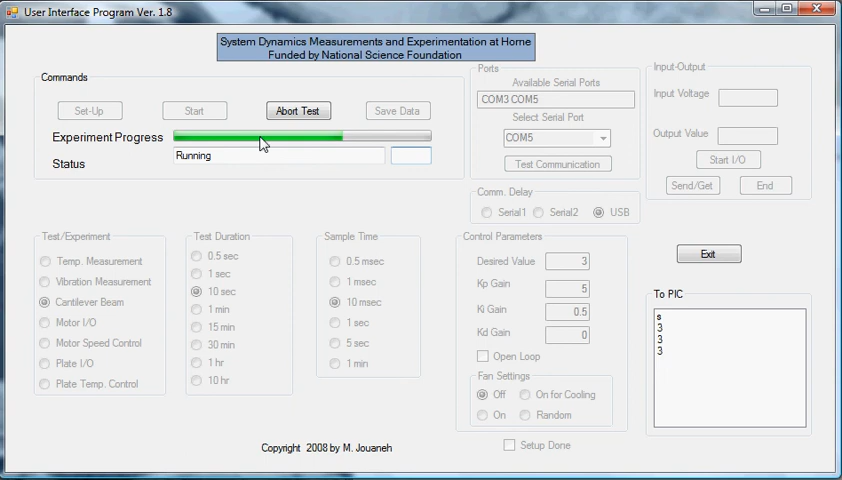 User Interface Program Ver. 1.8
System Dynamics Measurements and Experimentation at Home
Funded by National Science Foundation
Commands
Set-Up
Start
Abort Test
Save Data
Experiment Progress
Status
Running
Ports
Available Serial Ports
COM3 COM5
Select Serial Port
COM5
Test Communication
Input-Output
Input Voltage
Output Value
Start I/O
Send/Get
End
Comm. Delay
Serial1
Serial2
USB
Test/Experiment
Temp. Measurement
Vibration Measurement
Cantilever Beam
Motor I/O
Motor Speed Control
Plate I/O
Plate Temp. Control
Test Duration
0.5 sec
1 sec
10 sec
1 min
15 min
30 min
1 hr
10 hr
Sample Time
0.5 msec
1 msec
10 msec
1 sec
5 sec
1 min
Control Parameters
Desired Value 3
Kp Gain 5
Ki Gain 0.5
Kd Gain 0
Open Loop
Fan Settings
Off
On for Cooling
On
Random
Setup Done
Exit
To PIC
s
3
3
3
Copyright 2008 by M. Jouaneh